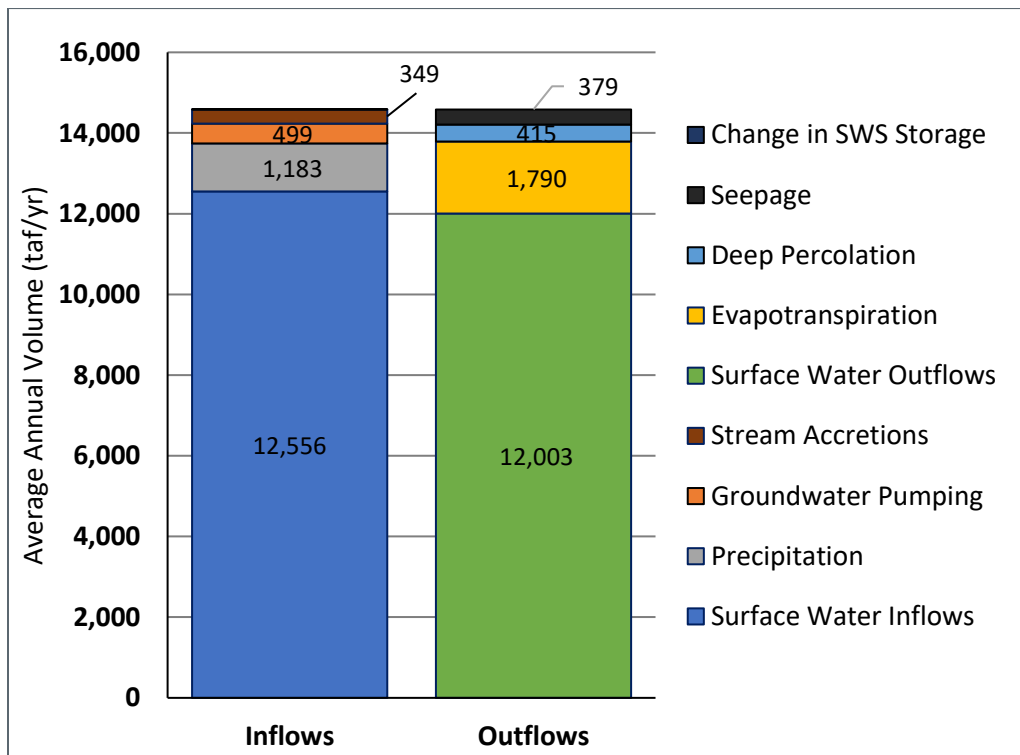 Average Annual Volume (taf/yr)
16,000
14,000
12,000
10,000
8,000
6,000
4,000
2,000
0
349
499
1,183
12,556
379
415
1,790
12,003
Inflows
Outflows
Change in SWS Storage
Seepage
Deep Percolation
Evapotranspiration
Surface Water Outflows
Stream Accretions
Groundwater Pumping
Precipitation
Surface Water Inflows